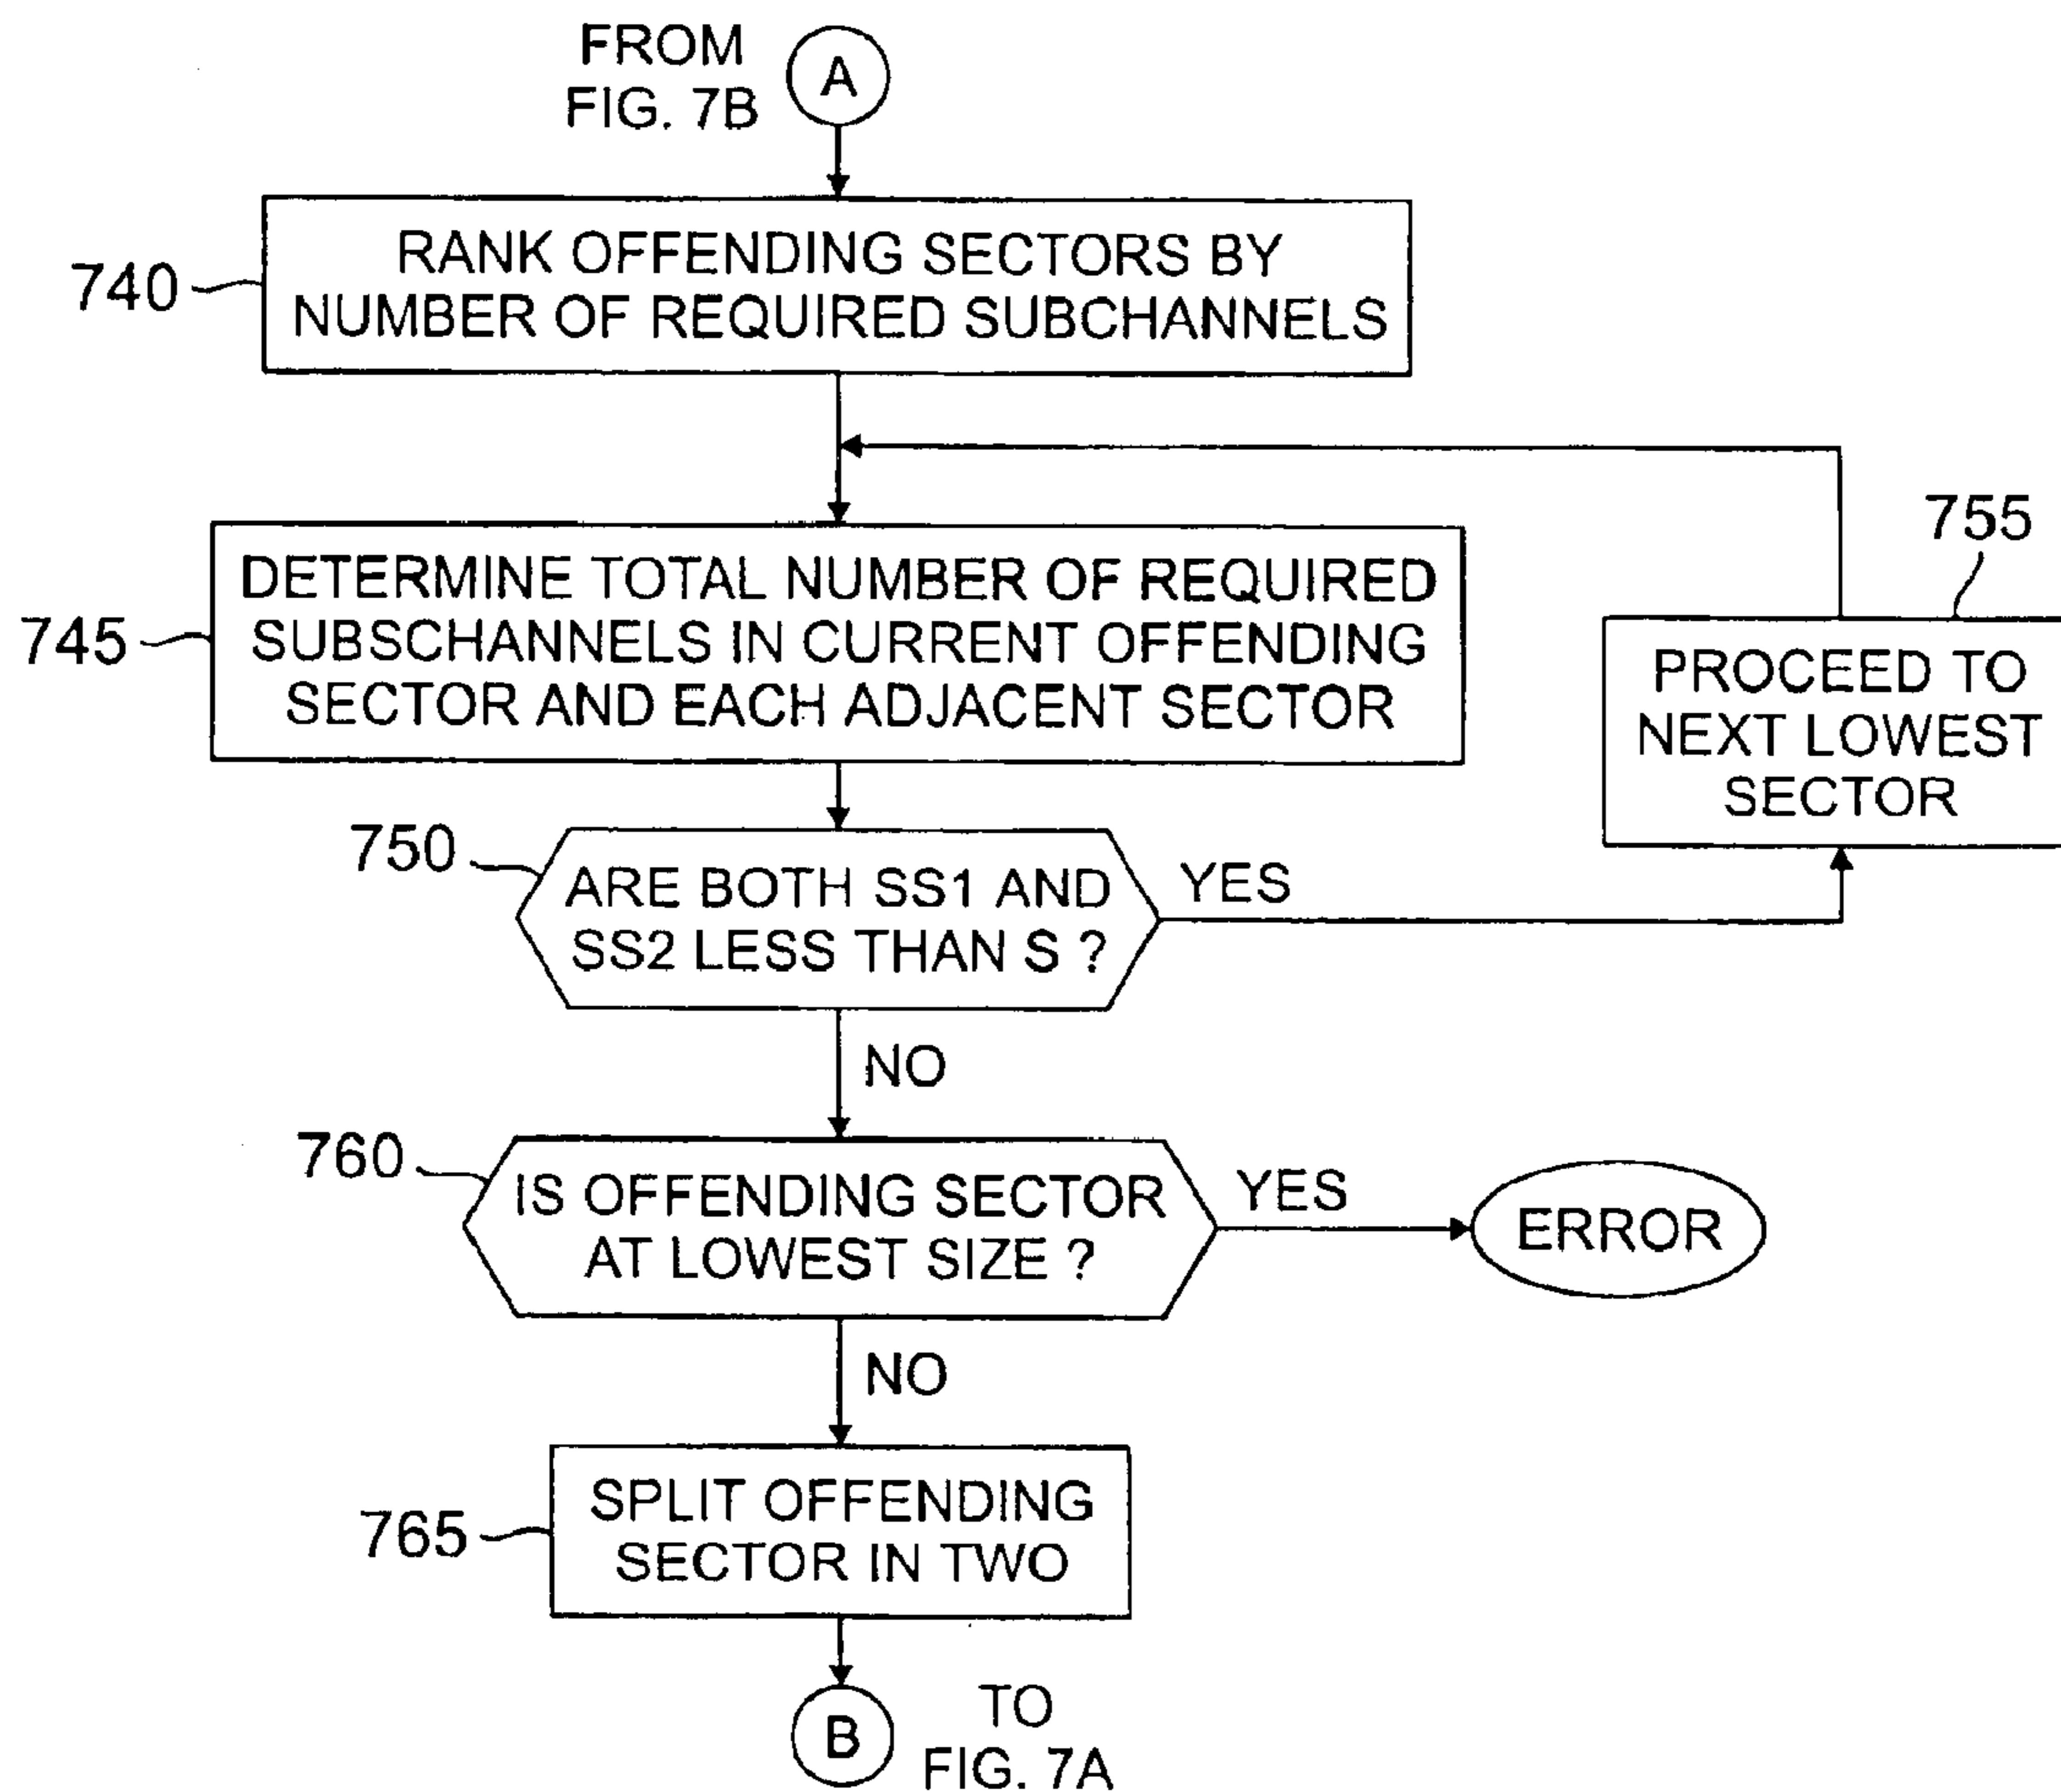 FROM
FIG. 7B
A
740
RANK OFFENDING SECTORS BY
NUMBER OF REQUIRED SUBCHANNELS
745
DETERMINE TOTAL NUMBER OF REQUIRED
SUBSCHANNELS IN CURRENT OFFENDING
SECTOR AND EACH ADJACENT SECTOR
755
PROCEED TO
NEXT LOWEST
SECTOR
750
ARE BOTH SS1 AND
SS2 LESS THAN S ?
YES
NO
760
IS OFFENDING SECTOR
AT LOWEST SIZE ?
YES
ERROR
NO
765
SPLIT OFFENDING
SECTOR IN TWO
B
TO
FIG. 7A